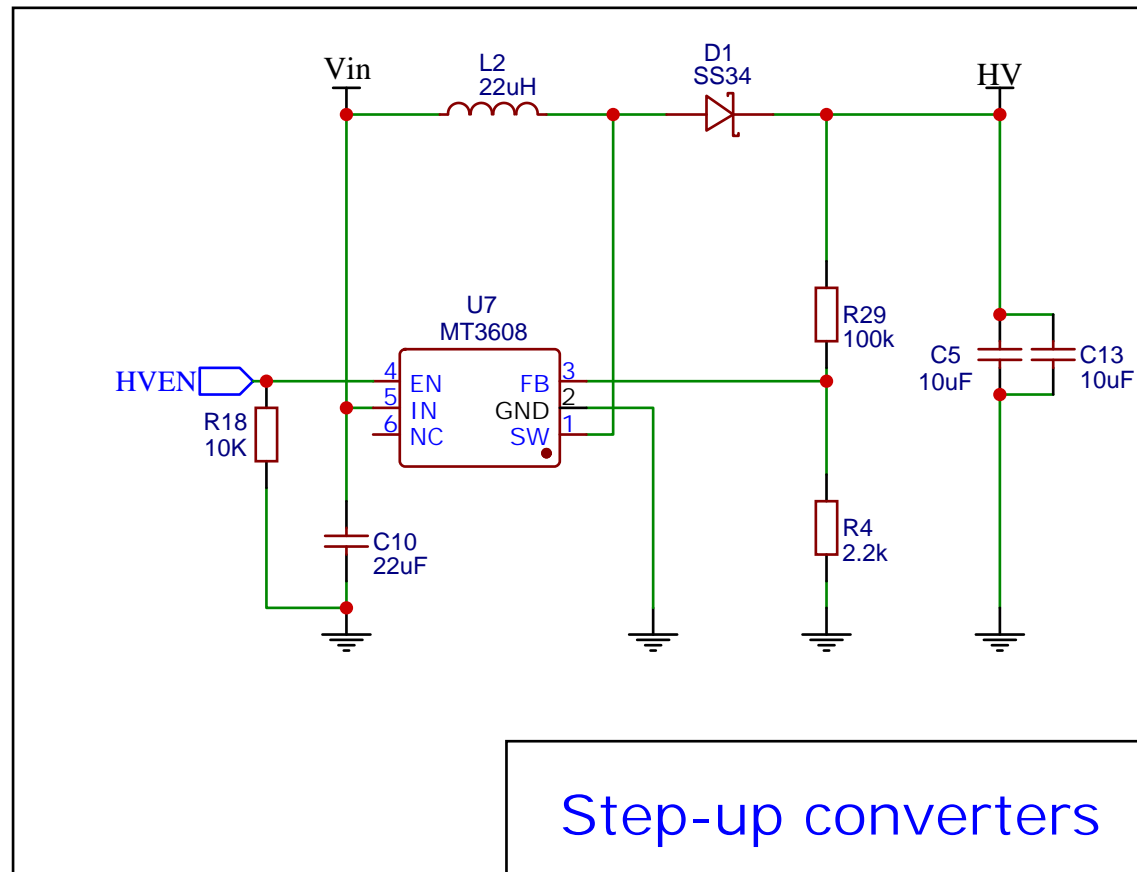 Vin
L2
22uH
D1
SS34
HV
U7
MT3608
R29
100k
C5
10uF
C13
10uF
HVEN
4
EN
FB
3
5
IN
GND
2
6
NC
SW
1
R18
10K
C10
22uF
R4
2.2k
Step-up converters